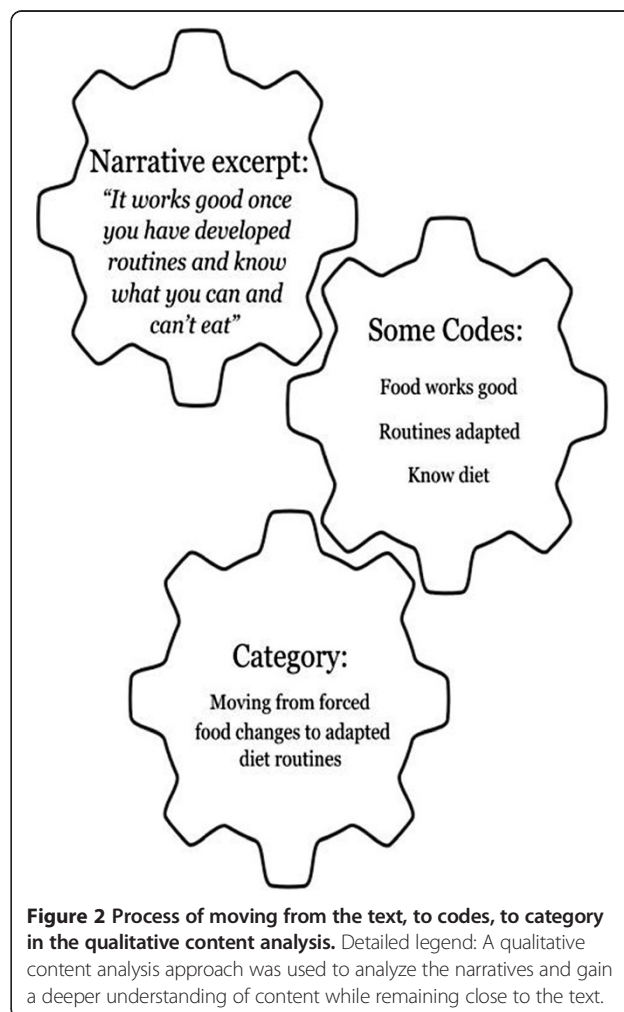 Narrative excerpt:
“It works good once
you have developed
routines and know
what you can and
can’t eat”
Some Codes:
Food works good
Routines adapted
Know diet
Category:
Moving from forced
food changes to adapted
diet routines
Figure 2 Process of moving from the text, to codes, to category
in the qualitative content analysis. Detailed legend: A qualitative
content analysis approach was used to analyze the narratives and gain
a deeper understanding of content while remaining close to the text.